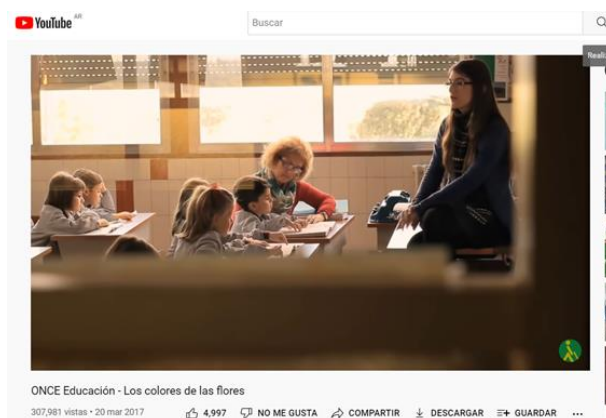 YouTube AR
Buscar
Reali
ONCE Educación - Los colores de las flores
307,981 vistas • 20 mar 2017
4,997 NO ME GUSTA COMPARTIR DESCARGAR GUARDAR ...